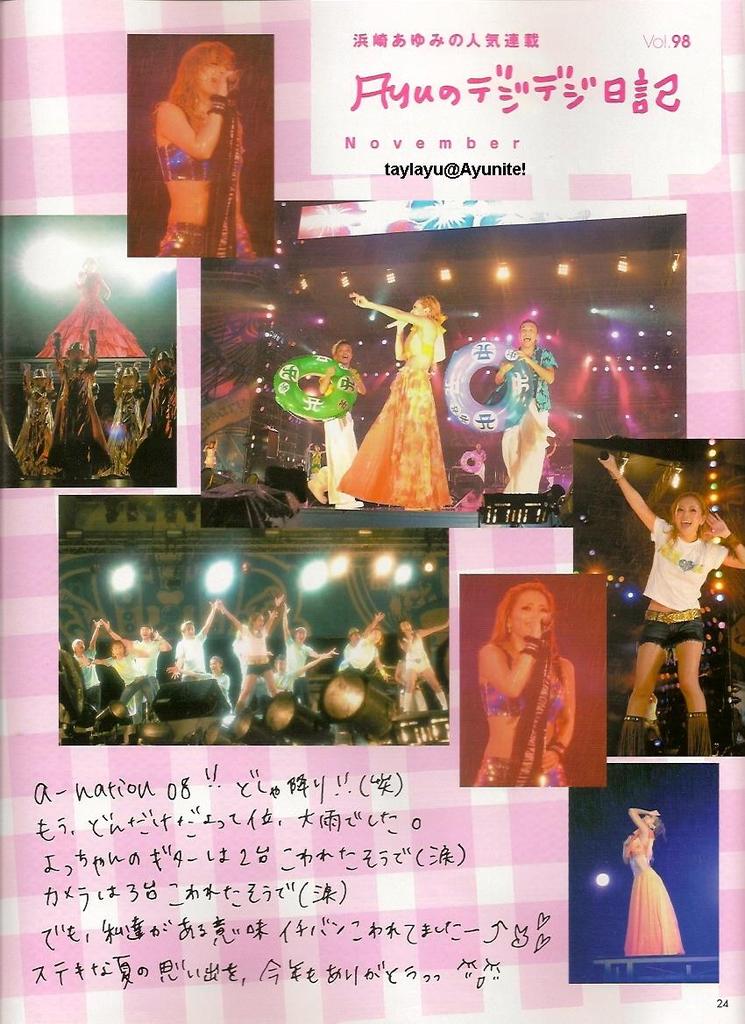 浜崎あゆみの人気連載
Vol.98
Ayuのデジデジ日記
November
taylayu@Ayunite!
a-nation 08!! どしゃ降り!!(笑)
もう、どんだけだよって位、大雨でした。
よっちゃんのギターは2台こわれたそうで(涙)
カメラは3台こわれたそうで(涙)
でも、私達がある意味イチバンこわれてましたー
ステキな夏の思い出を、今年もありがとうっっ
24